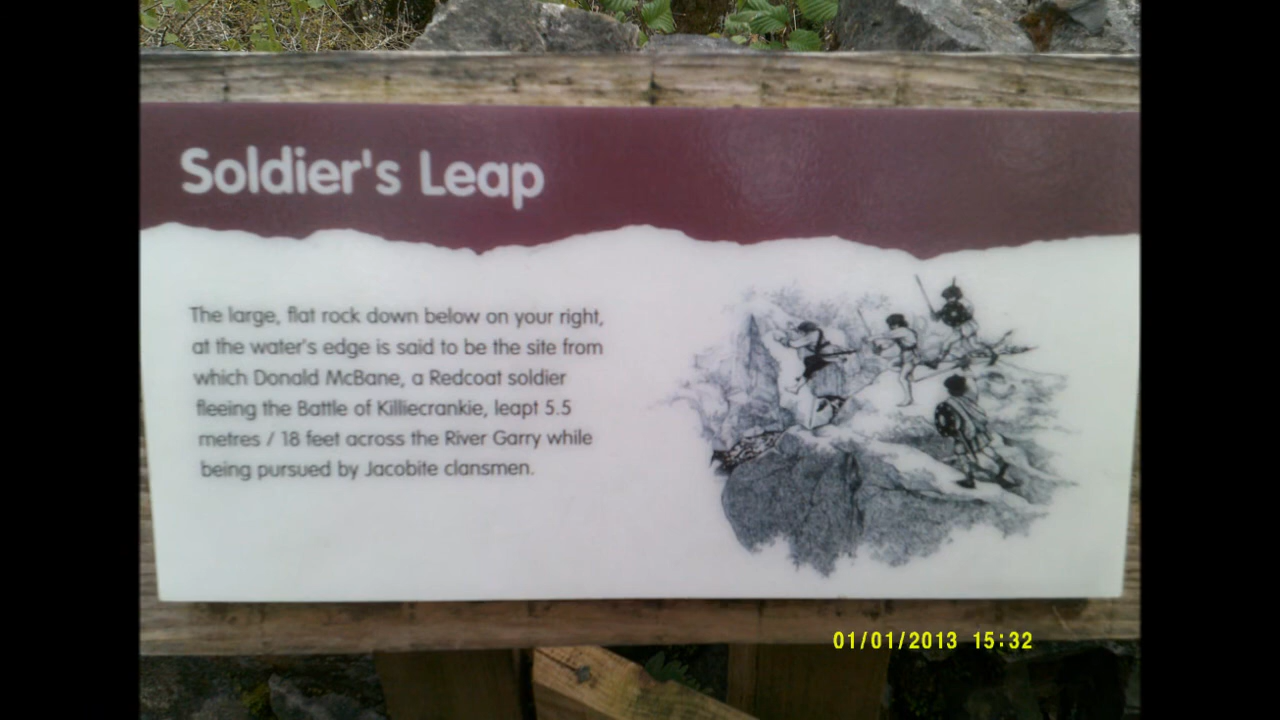 Soldier's Leap
The large, flat rock down below on your right,
at the water's edge is said to be the site from
which Donald McBane, a Redcoat soldier
fleeing the Battle of Killiecrankie, leapt 5.5
metres / 18 feet across the River Garry while
being pursued by Jacobite clansmen.
01/01/2013 15:32